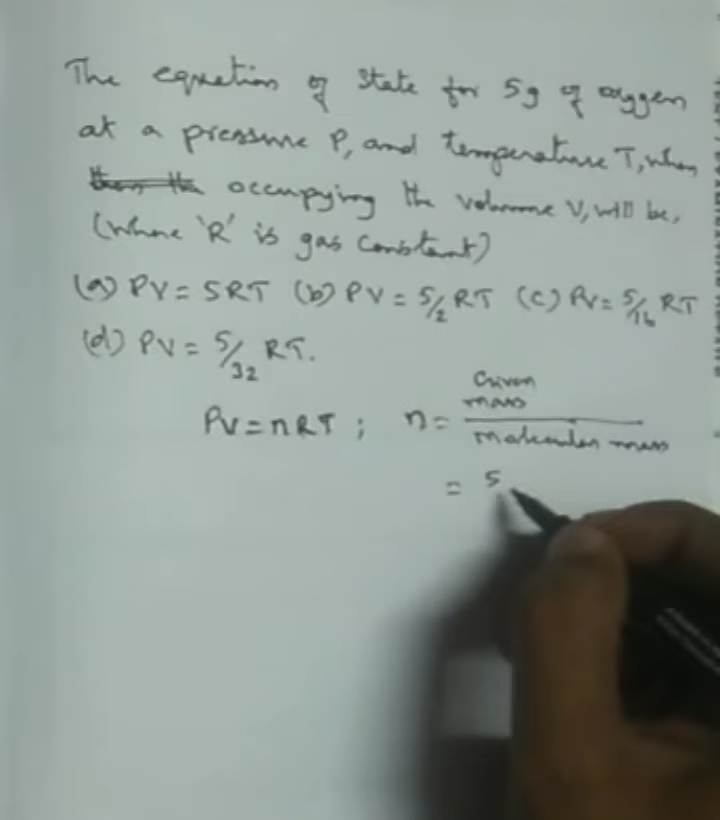 The equation of state for 5g of oxygen
at a pressure P, and temperature T, when
occupying the volume V, will be,
(where 'R' is gas constant)
(a) PV = 5RT (b) PV = 5/2 RT (c) PV = 5/16 RT
(d) PV = 5/32 RT.
Given
PV = nRT ; n = mass
molecular mass
= 5